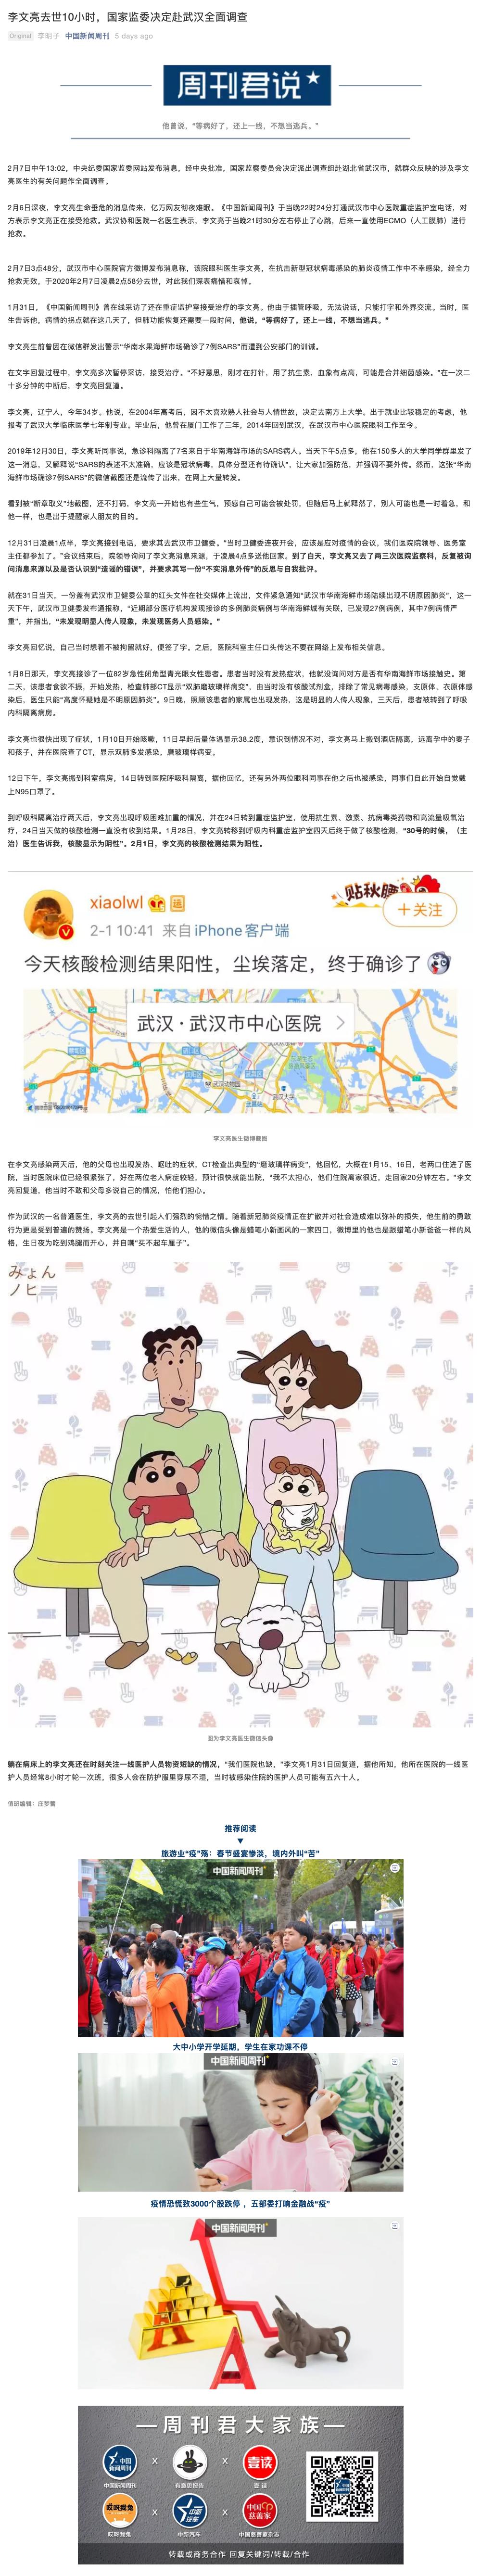 李文亮去世10小时，国家监委决定赴武汉全面调查
Original 李明子 中国新闻周刊 5 days ago
周刊君说
他曾说，“等病好了，还上一线，不想当逃兵。”
2月7日中午13:02，中央纪委国家监委网站发布消息，经中央批准，国家监察委员会决定派出调查组赴湖北省武汉市，就群众反映的涉及李文
亮医生的有关问题作全面调查。
2月6日深夜，李文亮生命垂危的消息传来，亿万网友彻夜难眠。《中国新闻周刊》于当晚22时24分打通武汉市中心医院重症监护室电话，对
方表示李文亮正在接受抢救。武汉协和医院一名医生表示，李文亮于当晚21时30分左右停止了心跳，后来一直使用ECMO（人工膜肺）进行
抢救。
2月7日3点48分，武汉市中心医院官方微博发布消息称，该院眼科医生李文亮，在抗击新型冠状病毒感染的肺炎疫情工作中不幸感染，经全力
抢救无效，于2020年2月7日凌晨2点58分去世，对此我们深表痛惜和哀悼。
1月31日，《中国新闻周刊》曾在线采访了还在重症监护室接受治疗的李文亮。他由于插管呼吸，无法说话，只能打字和外界交流。当时，医
生告诉他，病情的拐点就在这几天了，但肺功能恢复还需要一段时间，他说，“等病好了，还上一线，不想当逃兵。”
李文亮生前曾因在微信群发出警示“华南水果海鲜市场确诊了7例SARS”而遭到公安部门的训诫。
在文字回复过程中，李文亮多次暂停采访，接受治疗。“不好意思，刚才在打针，用了抗生素，血象有点高，可能是合并细菌感染。”在一次二
十多分钟的中断后，李文亮回复道。
李文亮，辽宁人，今年34岁。他说，在2004年高考后，因不太喜欢熟人社会与人情世故，决定去南方上大学。出于就业比较稳定的考虑，他
报考了武汉大学临床医学七年制专业。毕业后，他曾在厦门工作了三年，2014年回到武汉，在武汉市中心医院眼科工作至今。
2019年12月30日，李文亮听同事说，急诊科隔离了7名来自于华南海鲜市场的SARS病人。当天下午5点多，他在150多人的大学同学群里发了
这一消息，又解释说“SARS的表述不太准确，应该是冠状病毒，具体分型还有待确认”，让大家加强防范，并强调不要外传。然而，这张“华南
海鲜市场确诊7例SARS”的微信截图还是流传了出来，在网上大量转发。
看到被“断章取义”地截图，还不打码，李文亮一开始也有些生气，预感自己可能会被处罚，但随后马上就释然了，别人可能也是一时着急，和
他一样，也是出于提醒家人朋友的目的。
12月31日凌晨1点半，李文亮接到电话，要求其去武汉市卫健委。“当时卫健委连夜开会，应该是应对疫情的会议，我们医院院领导、医务室
主任都参加了。”会议结束后，院领导询问了李文亮消息来源，于凌晨4点多送他回家。到了白天，李文亮又去了两三次医院监察科，反复被询
问消息来源以及是否认识到“造谣的错误”，并要求其写一份“不实消息外传”的反思与自我批评。
就在31日当天，一份盖有武汉市卫健委公章的红头文件在社交媒体上流出，文件紧急通知“武汉市华南海鲜市场陆续出现不明原因肺炎”，这一
天下午，武汉市卫健委发布通报称，“近期部分医疗机构发现接诊的多例肺炎病例与华南海鲜城有关联，已发现27例病例，其中7例病情严
重”，并指出，“未发现明显人传人现象，未发现医务人员感染。”
李文亮回忆说，自己当时想着不被拘留就好，便签了字。之后，医院科室主任口头传达不要在网络上发布相关信息。
1月8日那天，李文亮接诊了一位82岁急性闭角型青光眼女性患者。患者当时没有发热症状，他就没询问对方是否有华南海鲜市场接触史。第
二天，该患者食欲不振，开始发热，检查肺部CT显示“双肺磨玻璃样病变”，由当时没有核酸试剂盒，排除了常见病毒感染，支原体、衣原体感
染后，医生只能“高度怀疑她是不明原因肺炎”。9日晚，照顾该患者的家属也出现发热，这是明显的人传人现象，三天后，患者被转到了呼吸
内科隔离病房。
李文亮也很快出现了症状，1月10日开始咳嗽，11日早起后量体温显示38.2度，意识到情况不对，李文亮马上搬到酒店隔离，远离孕中的妻子
和孩子，并在医院查了CT，显示双肺多发感染，磨玻璃样病变。
12日下午，李文亮搬到科室病房，14日转到医院呼吸科隔离，据他回忆，还有另外两位眼科同事在他之后也被感染，同事们自此开始自觉戴
上N95口罩了。
到呼吸科隔离治疗两天后，李文亮出现呼吸困难加重的情况，并在24日转到重症监护室，使用抗生素、激素、抗病毒类药物和高流量吸氧治
疗，24日当天做的核酸检测一直没有收到结果。1月28日，李文亮转移到呼吸内科重症监护室四天后终于做了核酸检测，“30号的时候，（主
治）医生告诉我，核酸显示为阴性”。2月1日，李文亮的核酸检测结果为阳性。
贴秋膘
xiaolwl
＋关注
2-1 10:41 来自iPhone客户端
今天核酸检测结果阳性，尘埃落定，终于确诊了
武汉·武汉市中心医院
武汉大学
李文亮医生微博截图
在李文亮感染两天后，他的父母也出现发热、呕吐的症状，CT检查出典型的“磨玻璃样病变”，他回忆，大概在1月15、16日，老两口住进了医
院，当时医院床位已经很紧张了，好在两位老人病症较轻，预计很快就能出院，“我不太担心，他们住院离家很近，走回家20分钟左右。”李文
亮回复道，他当时不敢和父母多说自己的情况，怕他们担心。
作为武汉的一名普通医生，李文亮的去世引起人们强烈的惋惜之情。随着新冠肺炎疫情正在扩散并对社会造成难以弥补的损失，他生前的勇敢
行为更是受到普遍的赞扬。李文亮是一个热爱生活的人，他的微信头像是蜡笔小新画风的一家四口，微博里的他也是跟蜡笔小新爸爸一样的风
格，生日夜为吃到鸡腿而开心，并自嘲“买不起车厘子”。
みょん
ノヒ
图为李文亮医生微信头像
躺在病床上的李文亮还在时刻关注一线医护人员物资短缺的情况，“我们医院也缺，”李文亮1月31日回复道，据他所知，他所在医院的一线医
护人员经常8小时才轮一次班，很多人会在防护服里穿尿不湿，当时被感染住院的医护人员可能有五六十人。
值班编辑：庄梦蕾
推荐阅读
▼
旅游业“疫”殇：春节盛宴惨淡，境内外叫“苦”
中国新闻周刊
大中小学开学延期，学生在家功课不停
中国新闻周刊
疫情恐慌致3000个股跌停 ，五部委打响金融战“疫”
中国新闻周刊
—周刊君大家族—
中国新闻周刊 X 有意思报告 X 壹读
哎呀我兔 X 中新汽车 X 中国慈善家杂志
转载或商务合作 回复关键词/转载/合作